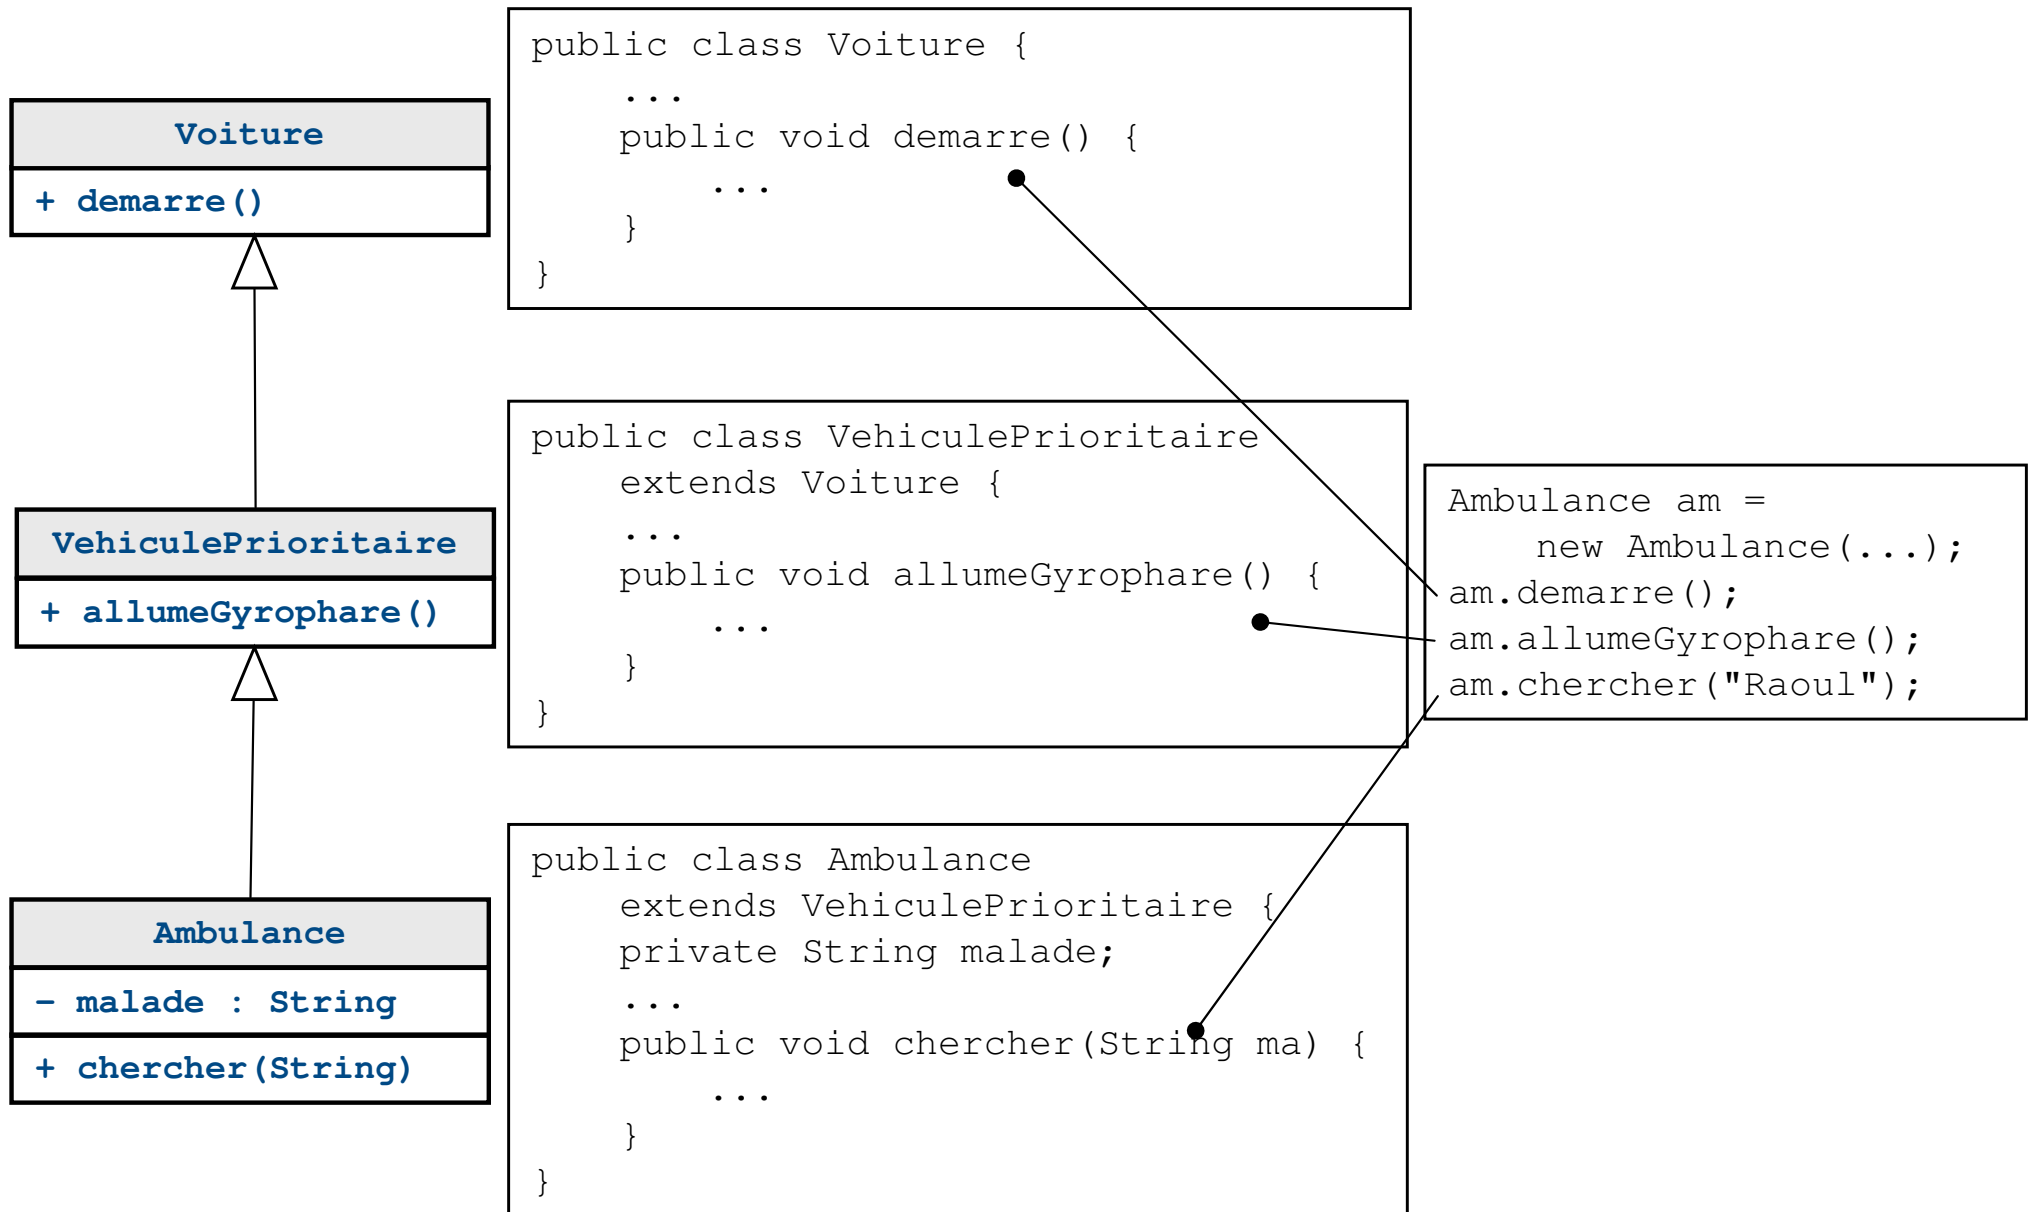 Voiture
+ demarre()
VehiculePrioritaire
+ allumeGyrophare()
Ambulance
- malade : String
+ chercher(String)
public class Voiture {
...
public void demarre() {
...
}
}
public class VehiculePrioritaire
extends Voiture {
...
public void allumeGyrophare() {
...
}
}
public class Ambulance
extends VehiculePrioritaire {
private String malade;
...
public void chercher(String ma) {
...
}
}
Ambulance am =
new Ambulance(...);
am.demarre();
am.allumeGyrophare();
am.chercher("Raoul");